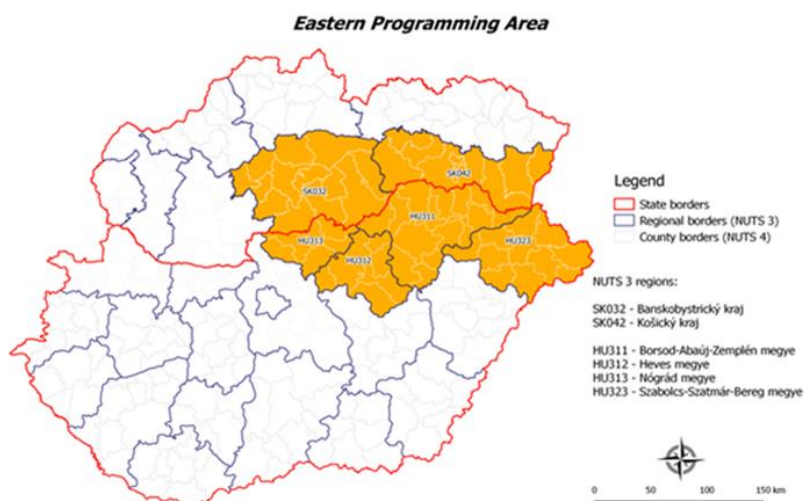 Eastern Programming Area
SK032
SK042
HU311
HU313
HU312
HU323
Legend
State borders
Regional borders (NUTS 3)
County borders (NUTS 4)
NUTS 3 regions:
SK032 - Banskobystrický kraj
SK042 - Košický kraj
HU311 - Borsod-Abaúj-Zemplén megye
HU312 - Heves megye
HU313 - Nógrád megye
HU323 - Szabolcs-Szatmár-Bereg megye
0 50 100 150 km